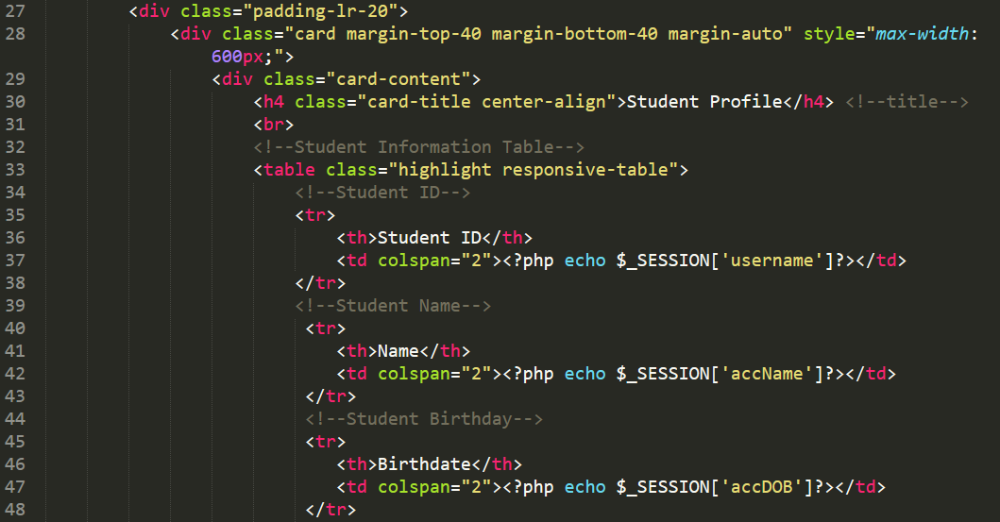 27 <div class="padding-lr-20">
28 <div class="card margin-top-40 margin-bottom-40 margin-auto" style="max-width:
600px;">
29 <div class="card-content">
30 <h4 class="card-title center-align">Student Profile</h4> <!--title-->
31 <br>
32 <!--Student Information Table-->
33 <table class="highlight responsive-table">
34 <!--Student ID-->
35 <tr>
36 <th>Student ID</th>
37 <td colspan="2"><?php echo $_SESSION['username']?></td>
38 </tr>
39 <!--Student Name-->
40 <tr>
41 <th>Name</th>
42 <td colspan="2"><?php echo $_SESSION['accName']?></td>
43 </tr>
44 <!--Student Birthday-->
45 <tr>
46 <th>Birthdate</th>
47 <td colspan="2"><?php echo $_SESSION['accDOB']?></td>
48 </tr>